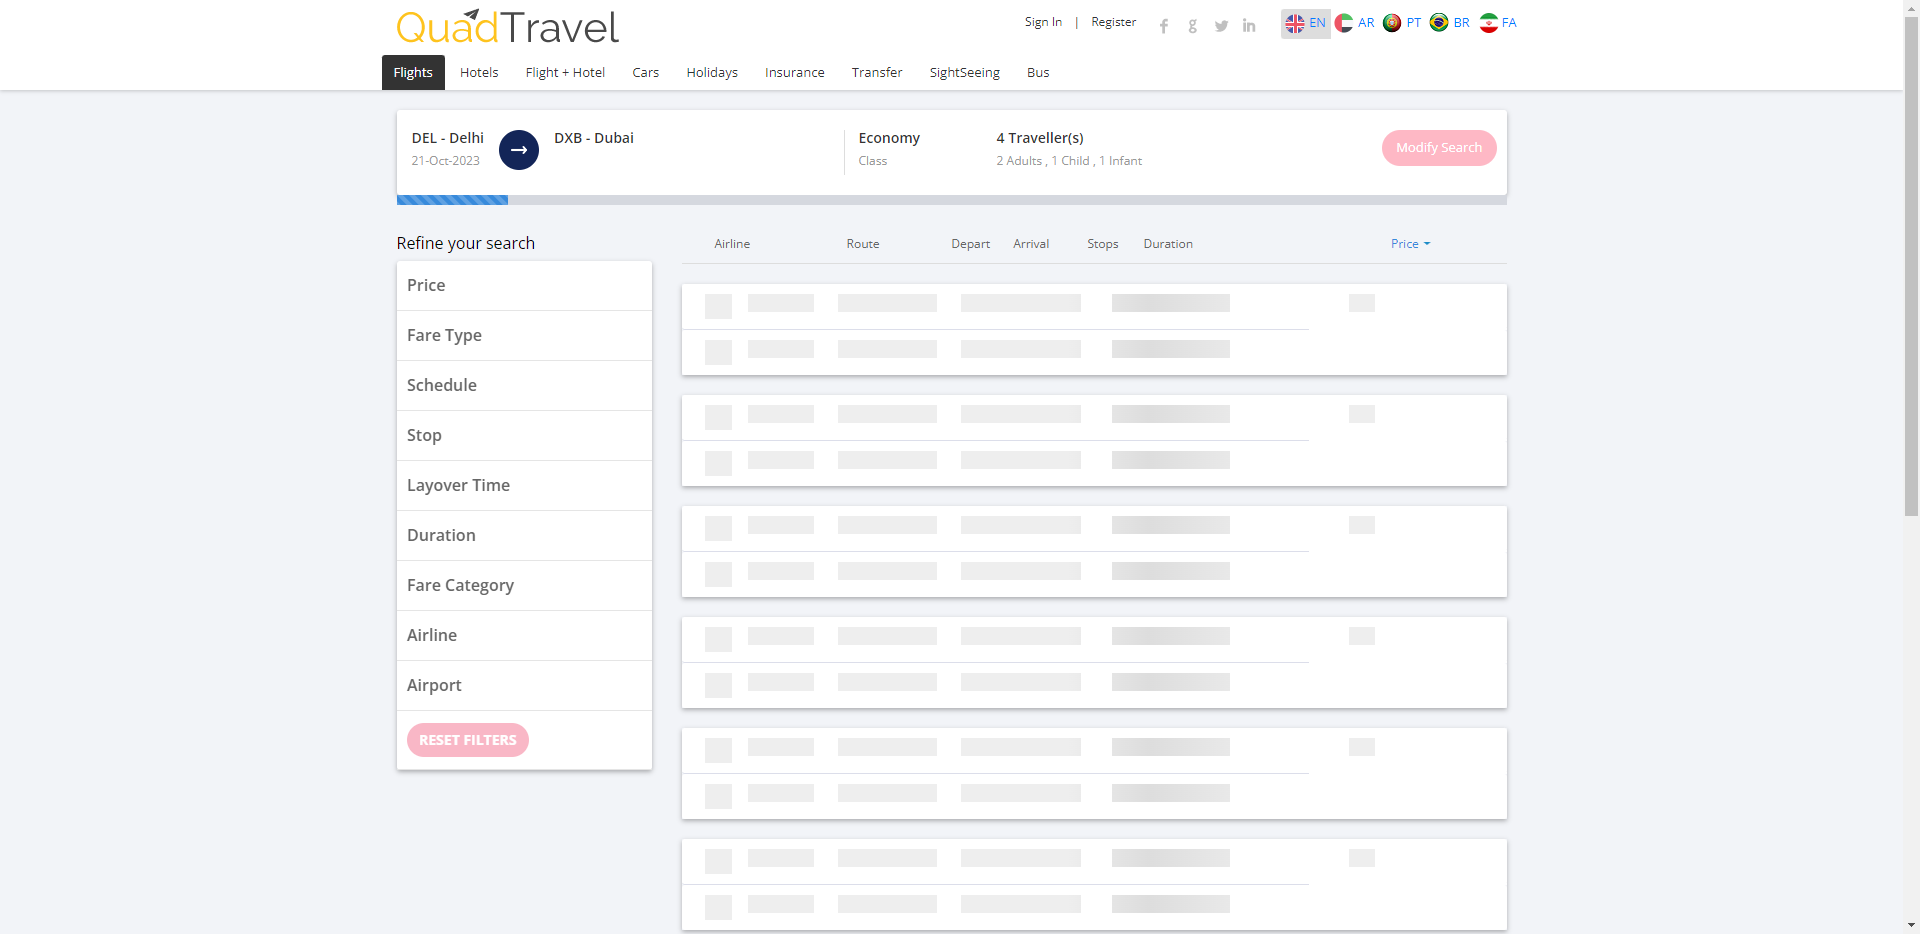 QuadTravel
Sign In | Register
EN AR PT BR FA
Flights Hotels Flight + Hotel Cars Holidays Insurance Transfer SightSeeing Bus
DEL - Delhi
21-Oct-2023
DXB - Dubai
Economy
Class
4 Traveller(s)
2 Adults , 1 Child , 1 Infant
Modify Search
Refine your search
Price
Fare Type
Schedule
Stop
Layover Time
Duration
Fare Category
Airline
Airport
RESET FILTERS
Airline Route Depart Arrival Stops Duration Price